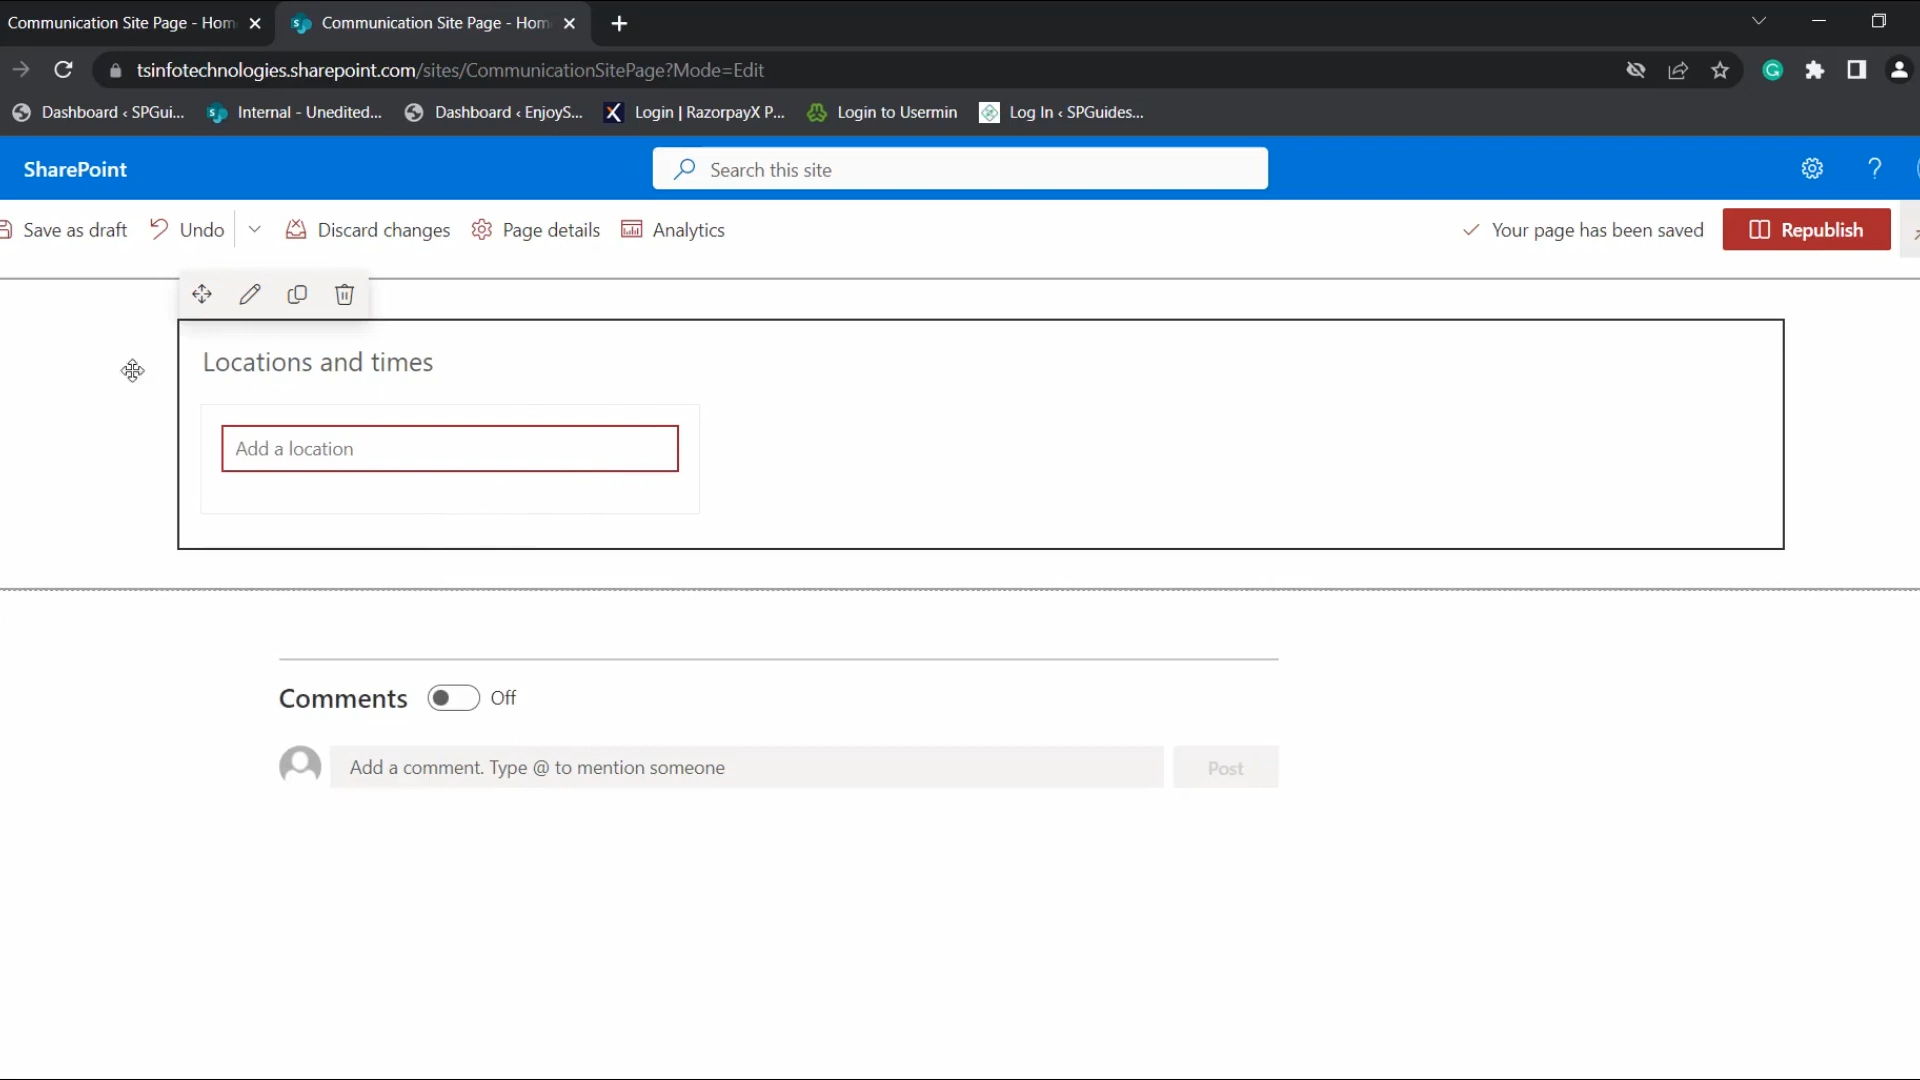 Communication Site Page - Hom
Communication Site Page - Hom
tsinfotechnologies.sharepoint.com/sites/CommunicationSitePage?Mode=Edit
Dashboard ‹ SPGui... Internal - Unedited... Dashboard ‹ EnjoyS... Login | RazorpayX P... Login to Usermin Log In ‹ SPGuides...
SharePoint
Search this site
Save as draft Undo Discard changes Page details Analytics Your page has been saved Republish
Locations and times
Add a location
Comments Off
Add a comment. Type @ to mention someone Post